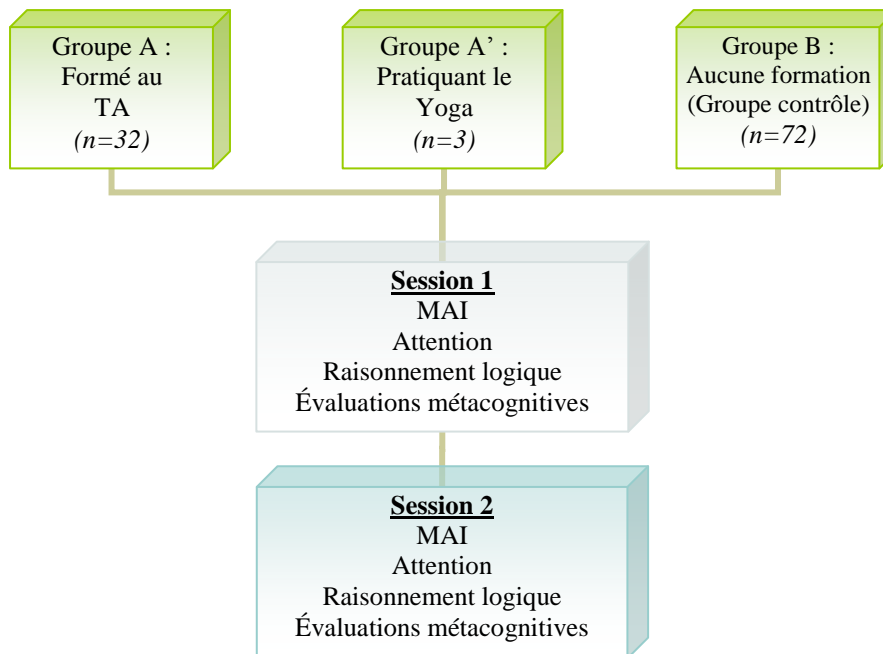 Groupe A :
Formé au
TA
(n=32)
Groupe A’ :
Pratiquant le
Yoga
(n=3)
Groupe B :
Aucune formation
(Groupe contrôle)
(n=72)
Session 1
MAI
Attention
Raisonnement logique
Évaluations métacognitives
Session 2
MAI
Attention
Raisonnement logique
Évaluations métacognitives